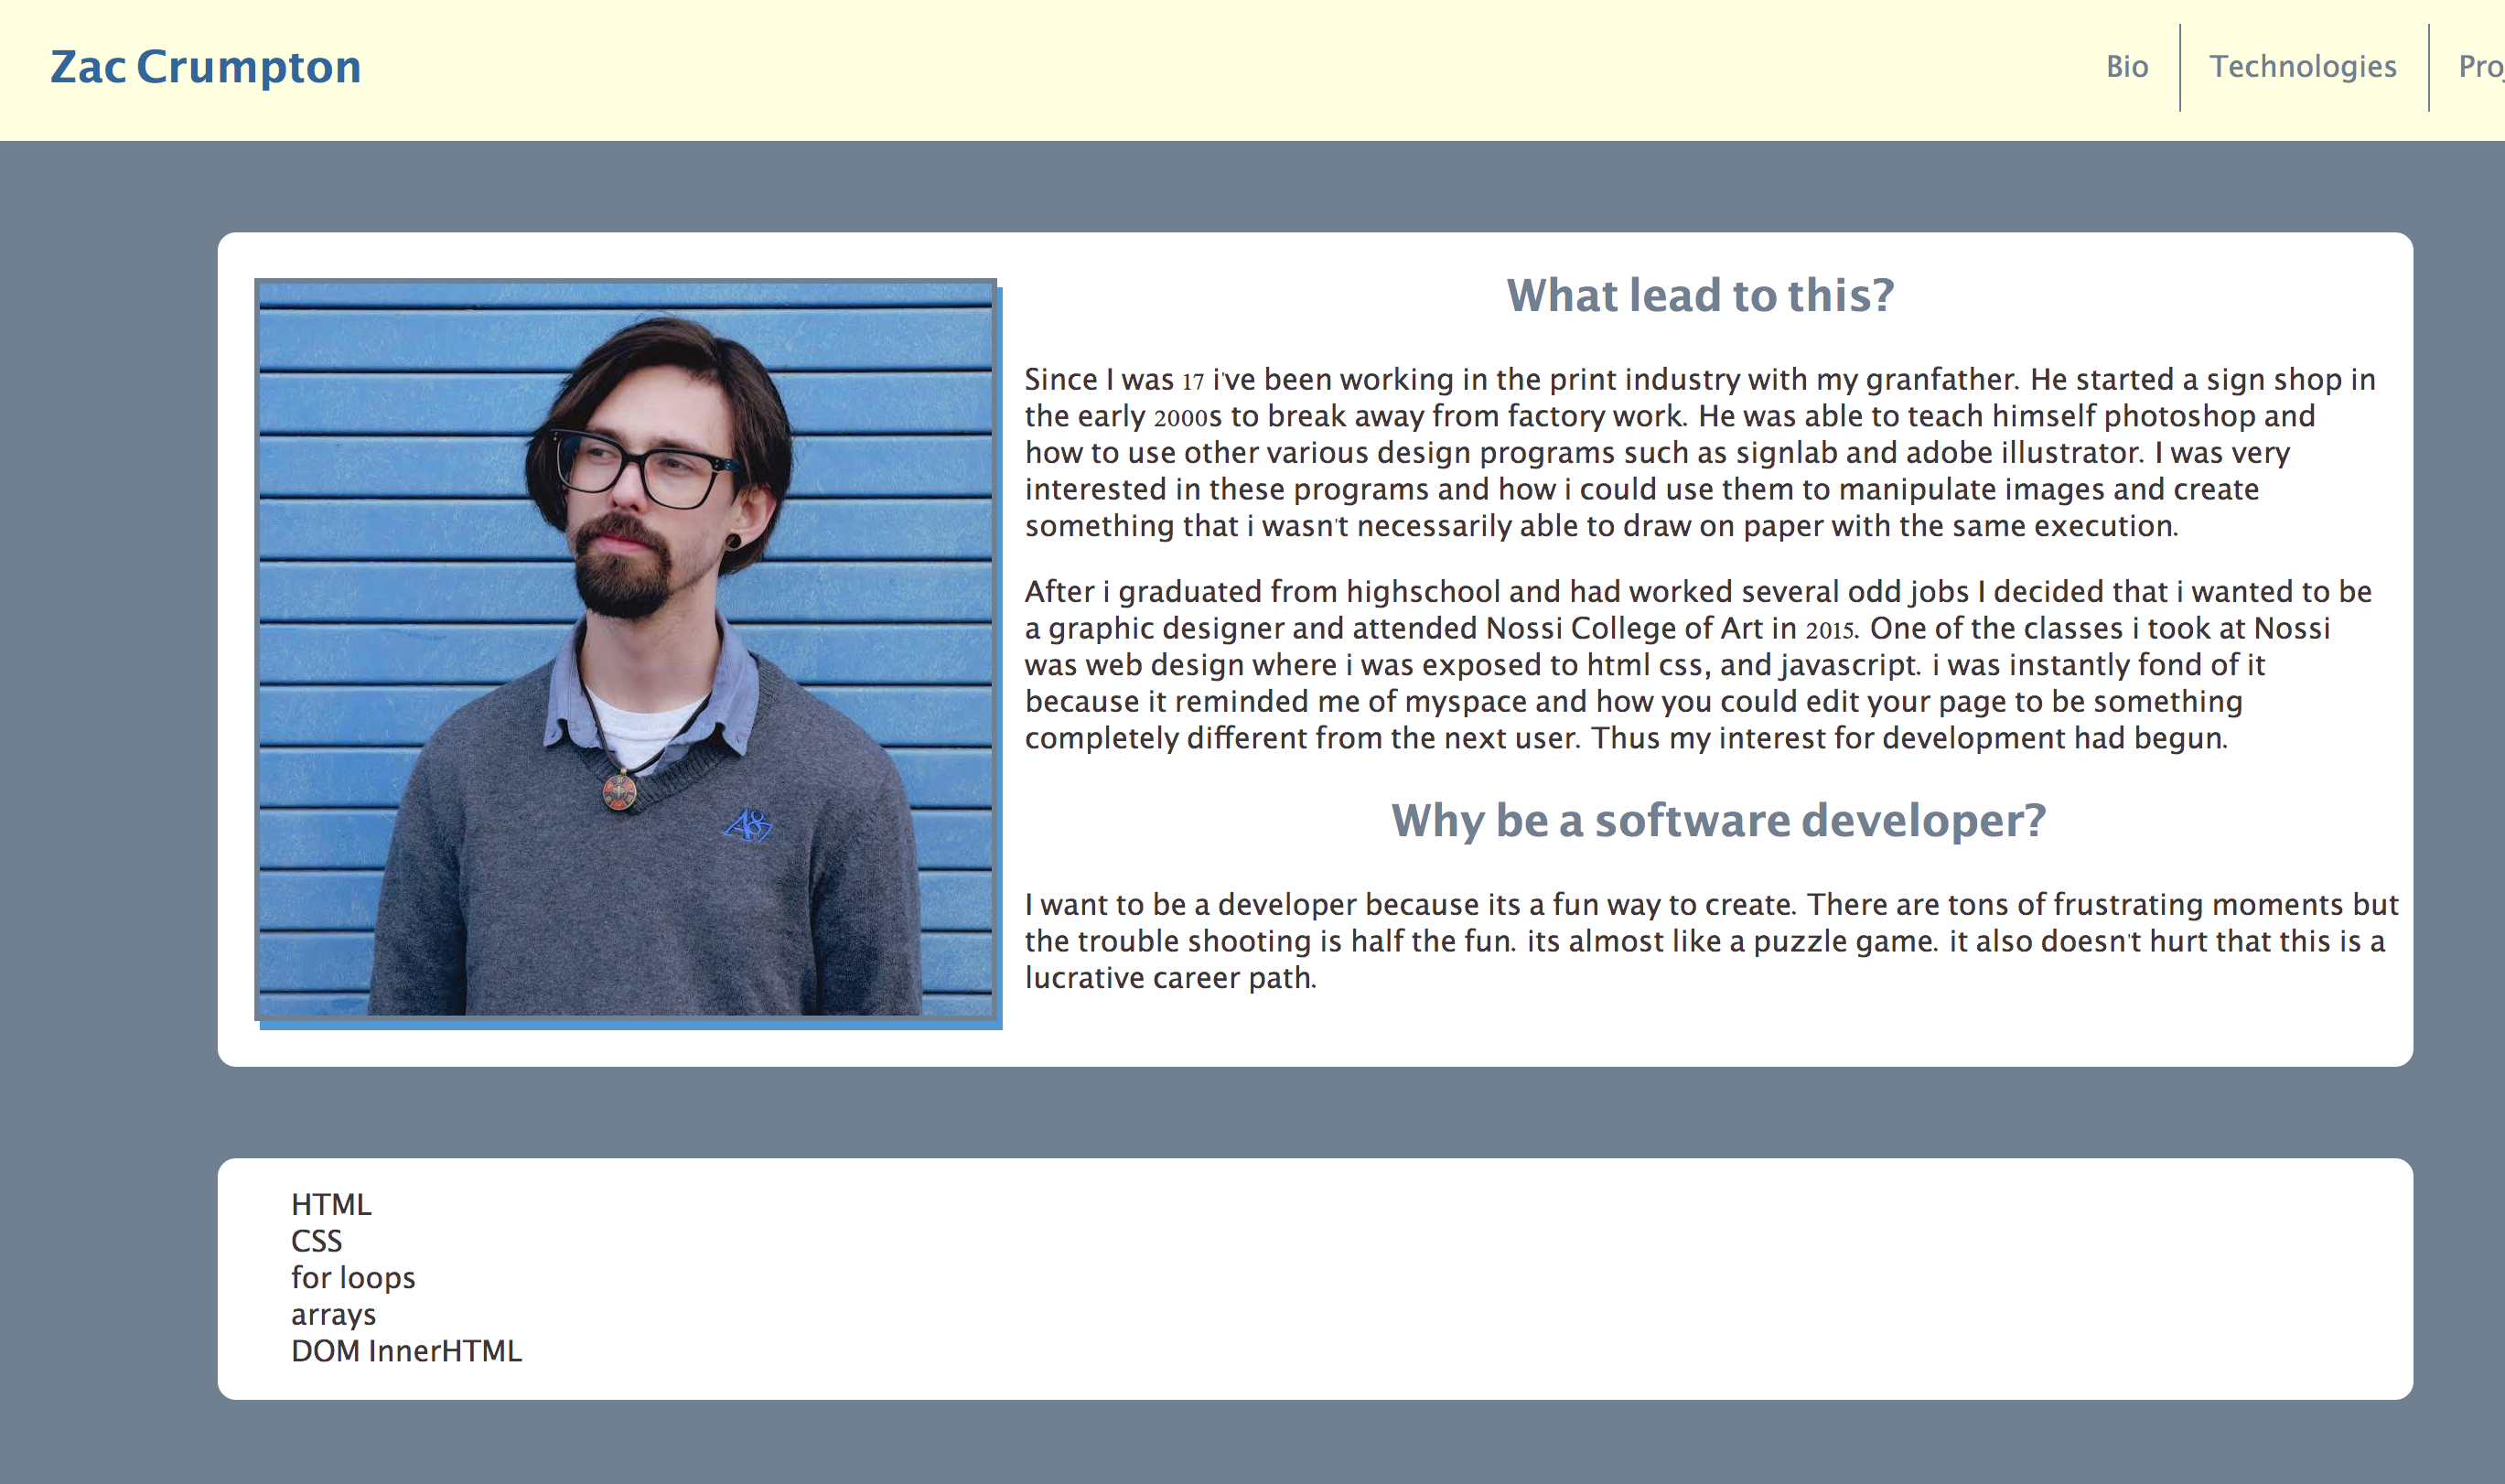 Zac Crumpton
Bio
Technologies
What lead to this?
Since I was 17 i've been working in the print industry with my granfather. He started a sign shop in
the early 2000s to break away from factory work. He was able to teach himself photoshop and
how to use other various design programs such as signlab and adobe illustrator. I was very
interested in these programs and how i could use them to manipulate images and create
something that i wasn't necessarily able to draw on paper with the same execution.
After i graduated from highschool and had worked several odd jobs I decided that i wanted to be
a graphic designer and attended Nossi College of Art in 2015. One of the classes i took at Nossi
was web design where i was exposed to html css, and javascript. i was instantly fond of it
because it reminded me of myspace and how you could edit your page to be something
completely different from the next user. Thus my interest for development had begun.
Why be a software developer?
I want to be a developer because its a fun way to create. There are tons of frustrating moments but
the trouble shooting is half the fun. its almost like a puzzle game. it also doesn't hurt that this is a
lucrative career path.
HTML
CSS
for loops
arrays
DOM InnerHTML